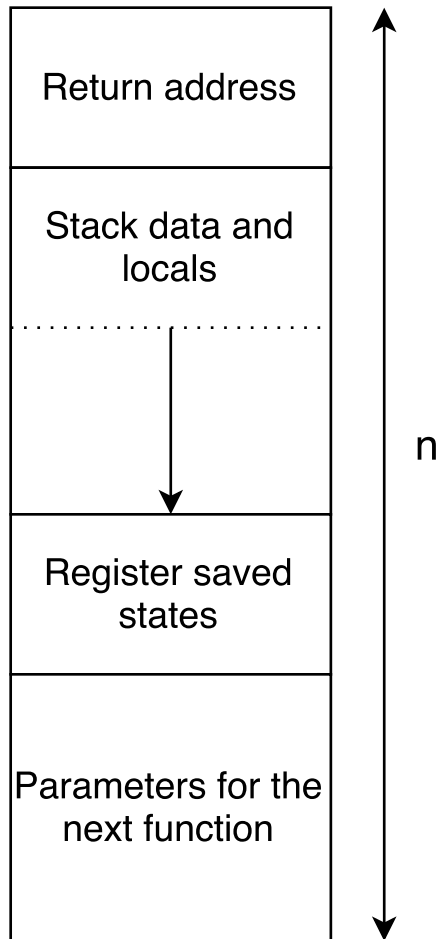 Return address
Stack data and
locals
n
Register saved
states
Parameters for the
next function